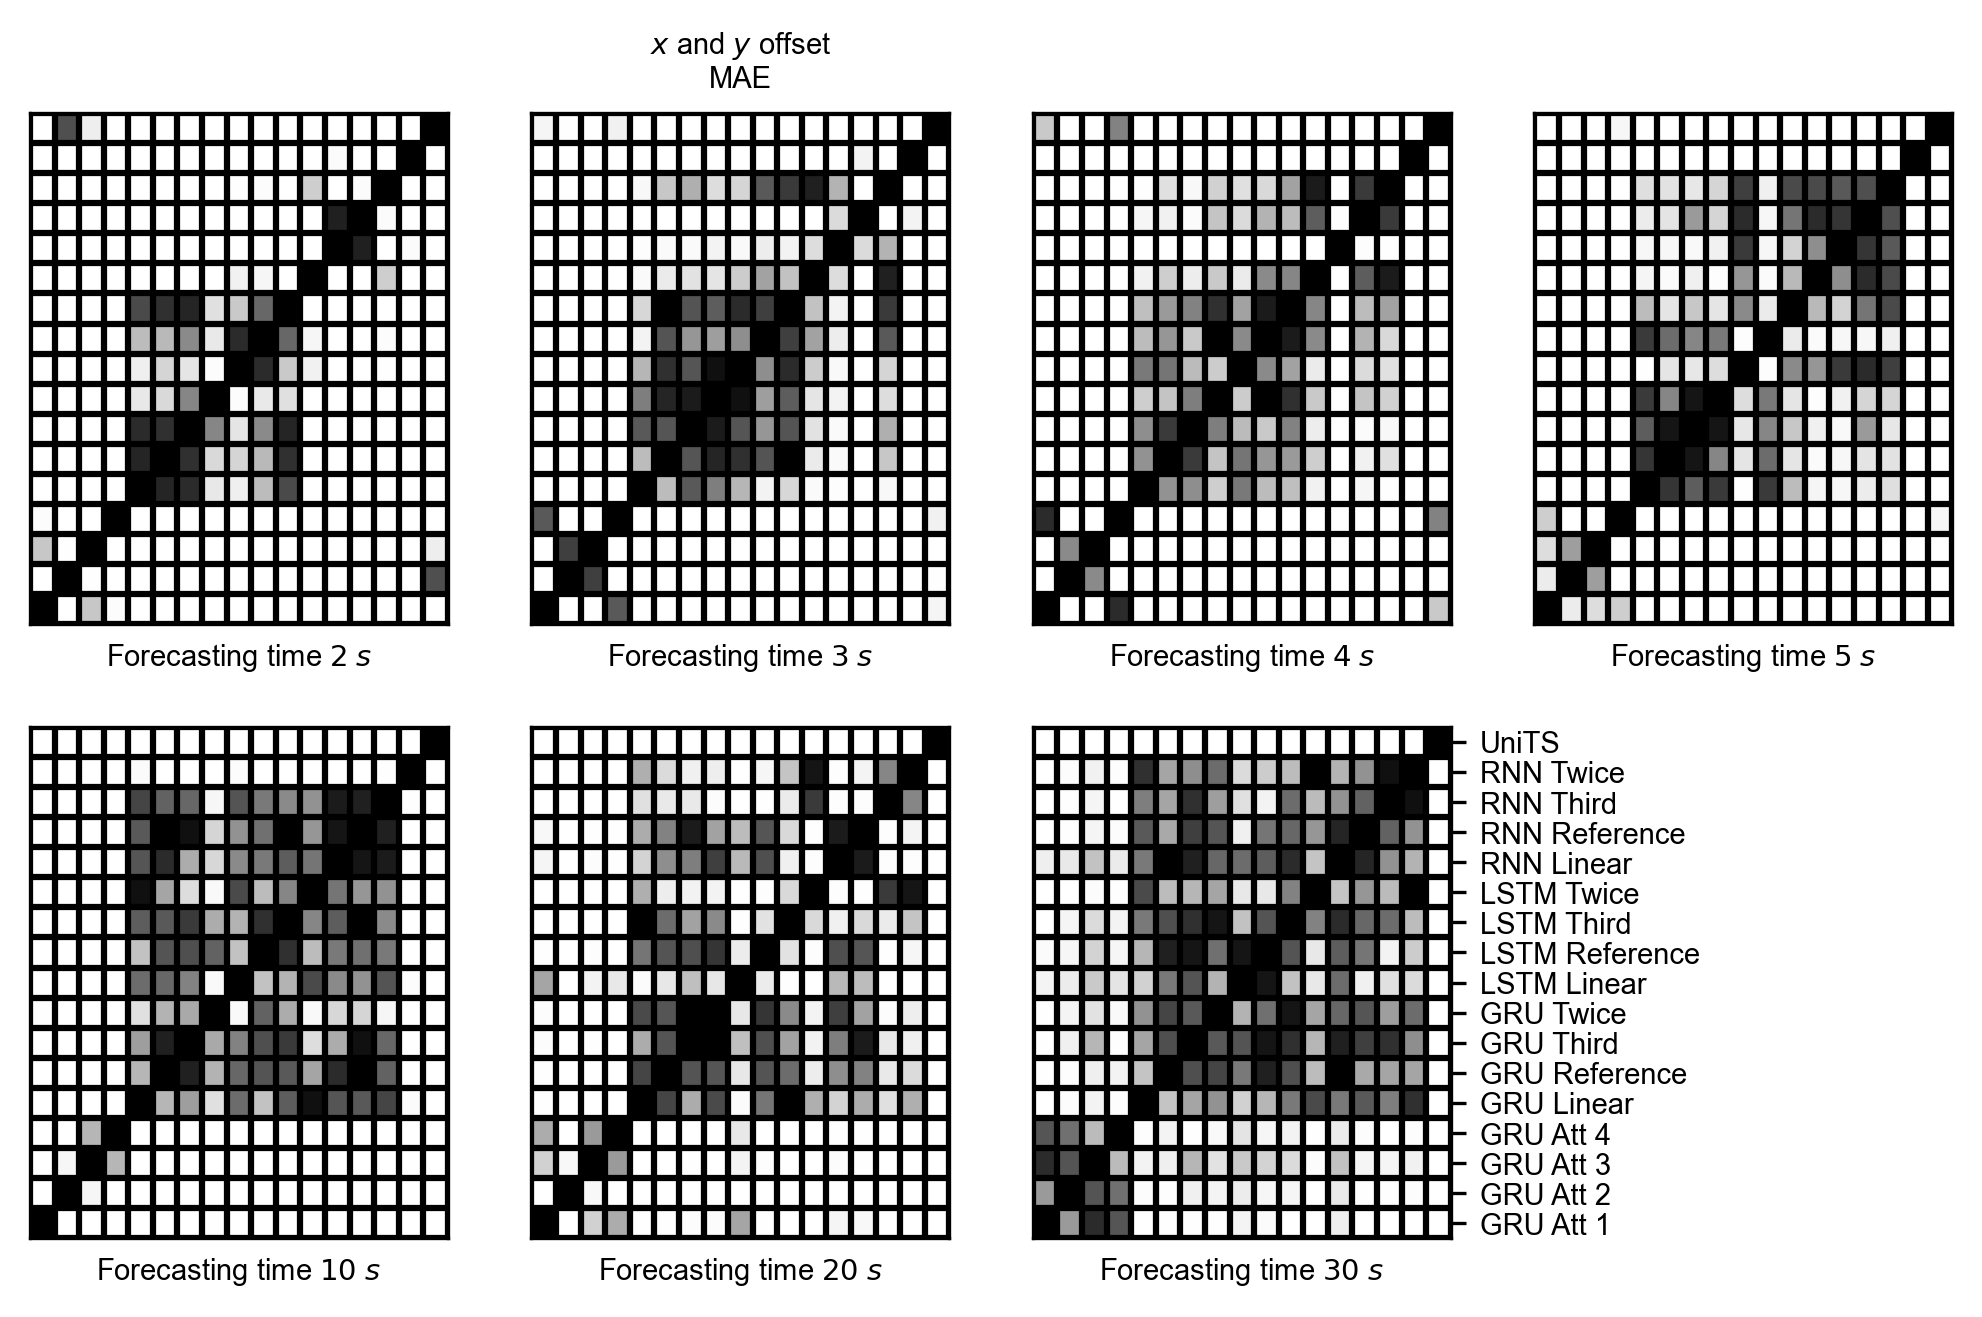 x and y offset
MAE
Forecasting time 2 s
Forecasting time 3 s
Forecasting time 4 s
Forecasting time 5 s
UniTS
RNN Twice
RNN Third
RNN Reference
RNN Linear
LSTM Twice
LSTM Third
LSTM Reference
LSTM Linear
GRU Twice
GRU Third
GRU Reference
GRU Linear
GRU Att 4
GRU Att 3
GRU Att 2
GRU Att 1
Forecasting time 10 s
Forecasting time 20 s
Forecasting time 30 s